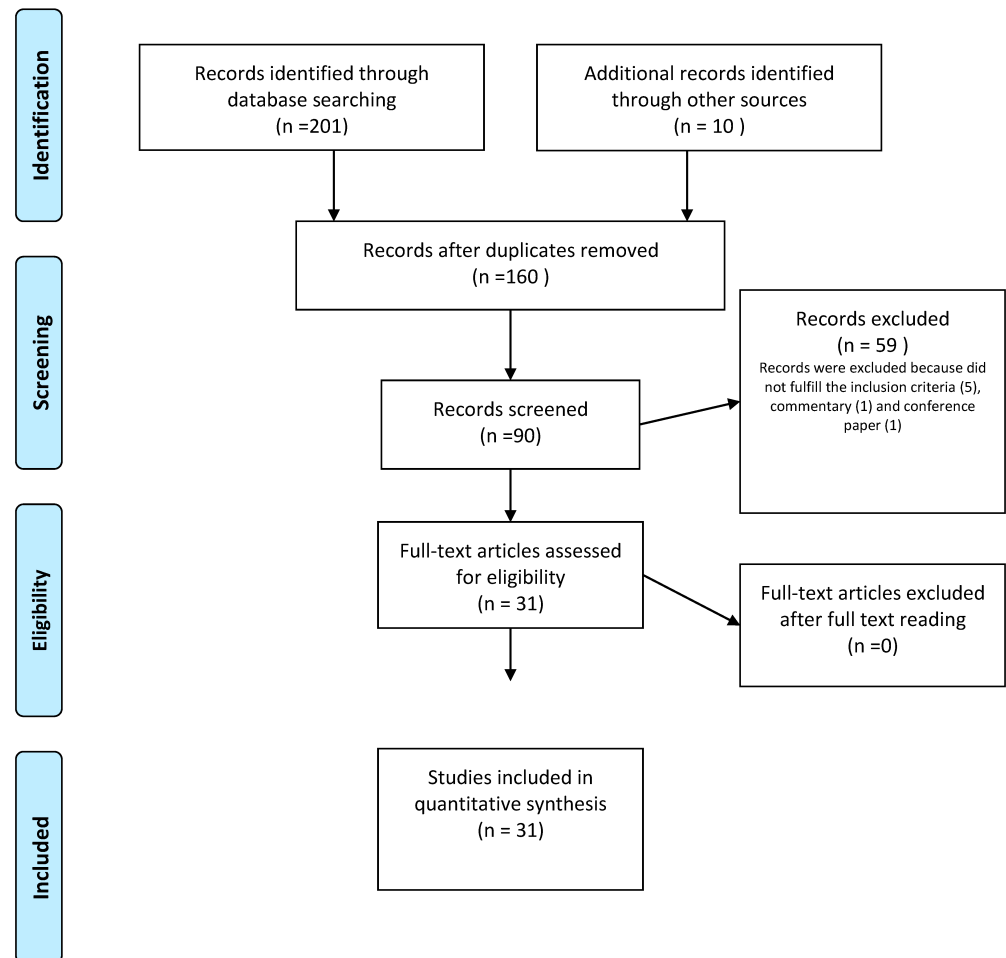 Identification
Records identified through
database searching
(n =201)
Additional records identified
through other sources
(n = 10 )
Records after duplicates removed
(n =160 )
Screening
Records screened
(n =90)
Records excluded
(n = 59 )
Records were excluded because did
not fulfill the inclusion criteria (5),
commentary (1) and conference
paper (1)
Eligibility
Full-text articles assessed
for eligibility
(n = 31)
Full-text articles excluded
after full text reading
(n =0)
Included
Studies included in
quantitative synthesis
(n = 31)